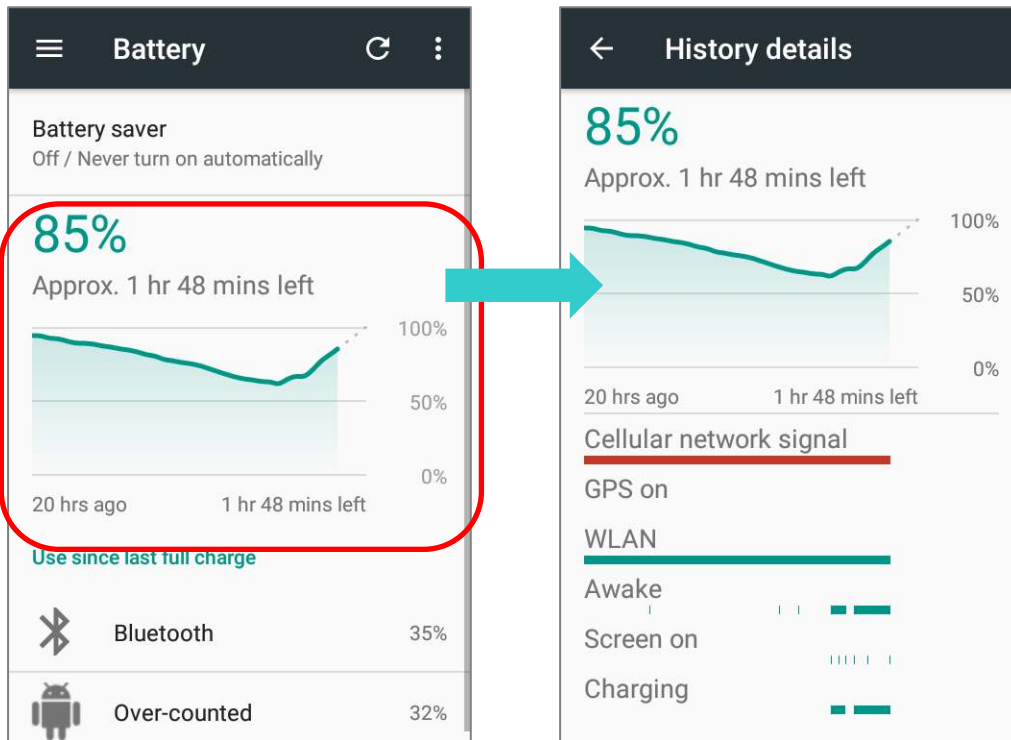 Battery
Battery saver
Off / Never turn on automatically
85%
Approx. 1 hr 48 mins left
100%
50%
0%
20 hrs ago 1 hr 48 mins left
Use since last full charge
Bluetooth 35%
Over-counted 32%
History details
85%
Approx. 1 hr 48 mins left
100%
50%
0%
20 hrs ago 1 hr 48 mins left
Cellular network signal
GPS on
WLAN
Awake
Screen on
Charging